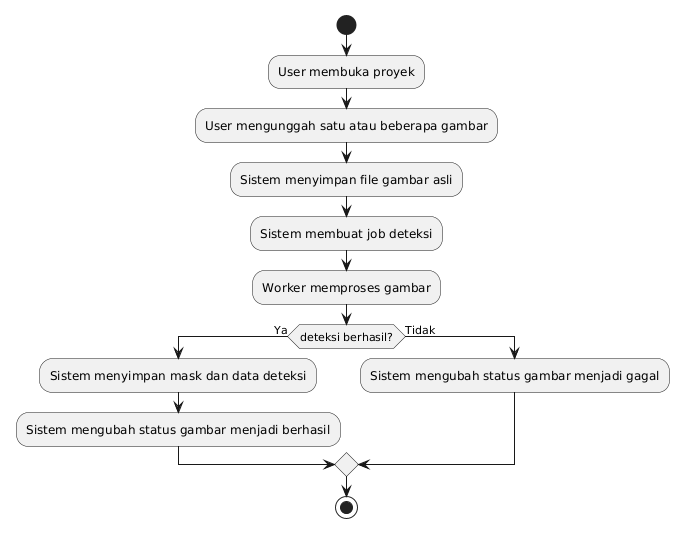 User membuka proyek
User mengunggah satu atau beberapa gambar
Sistem menyimpan file gambar asli
Sistem membuat job deteksi
Worker memproses gambar
Ya
deteksi berhasil?
Tidak
Sistem menyimpan mask dan data deteksi
Sistem mengubah status gambar menjadi gagal
Sistem mengubah status gambar menjadi berhasil